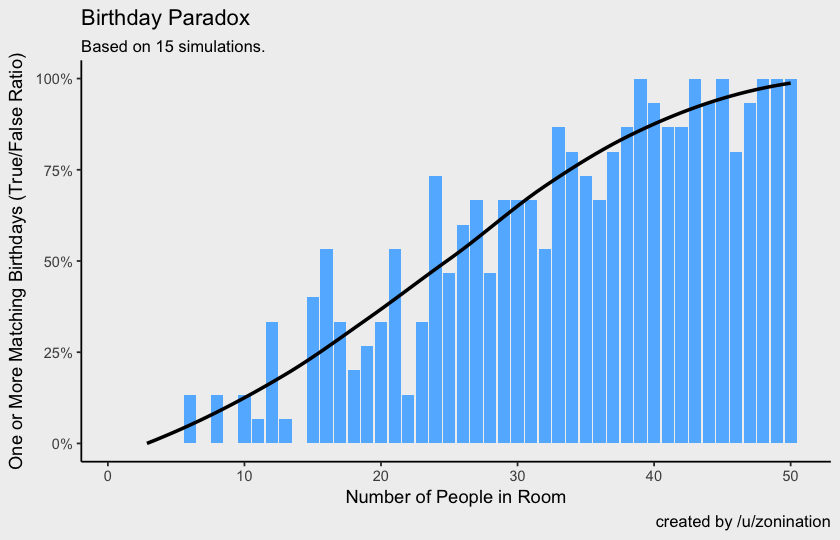 Birthday Paradox
Based on 15 simulations.
One or More Matching Birthdays (True/False Ratio)
100%
75%
50%
25%
0%
0
10
20
30
40
50
Number of People in Room
created by /u/zonination